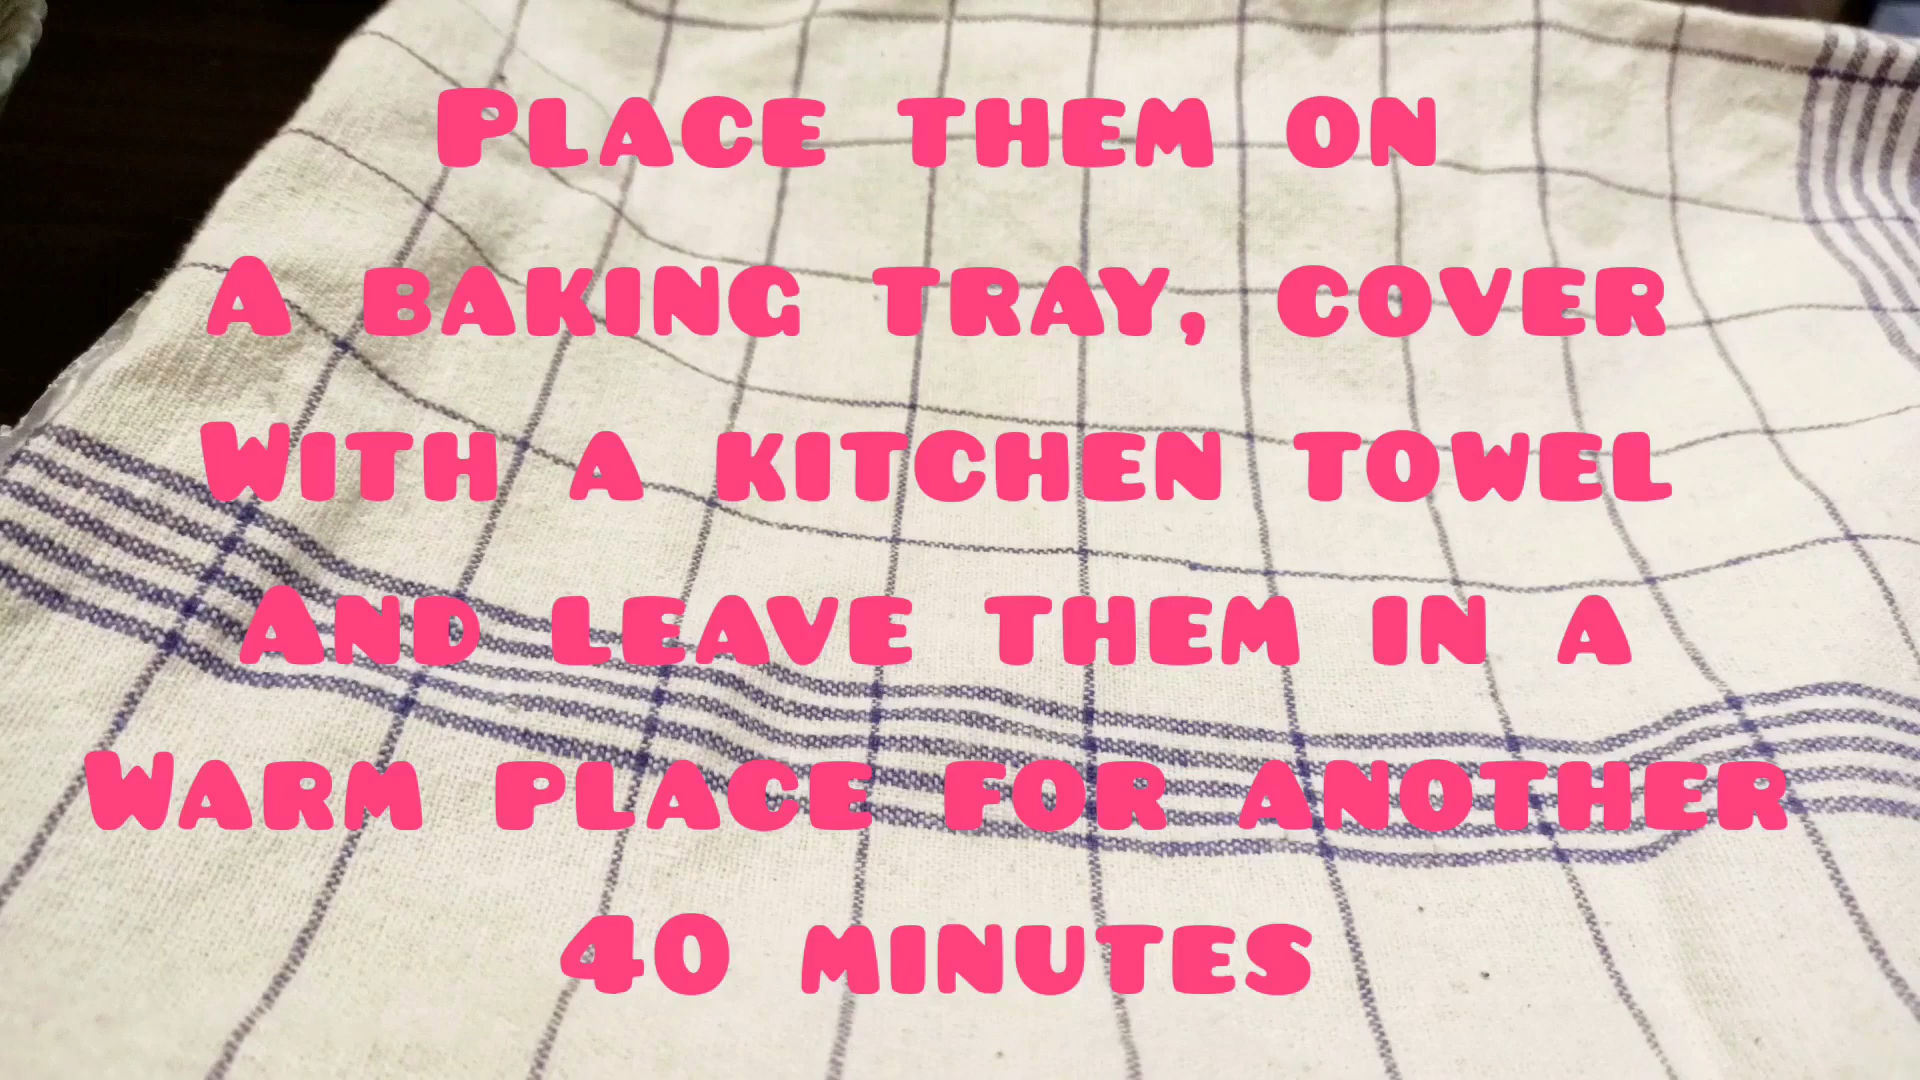 Place them on
A baking tray, cover
With a kitchen towel
And leave them in a
Warm place for another
40 minutes